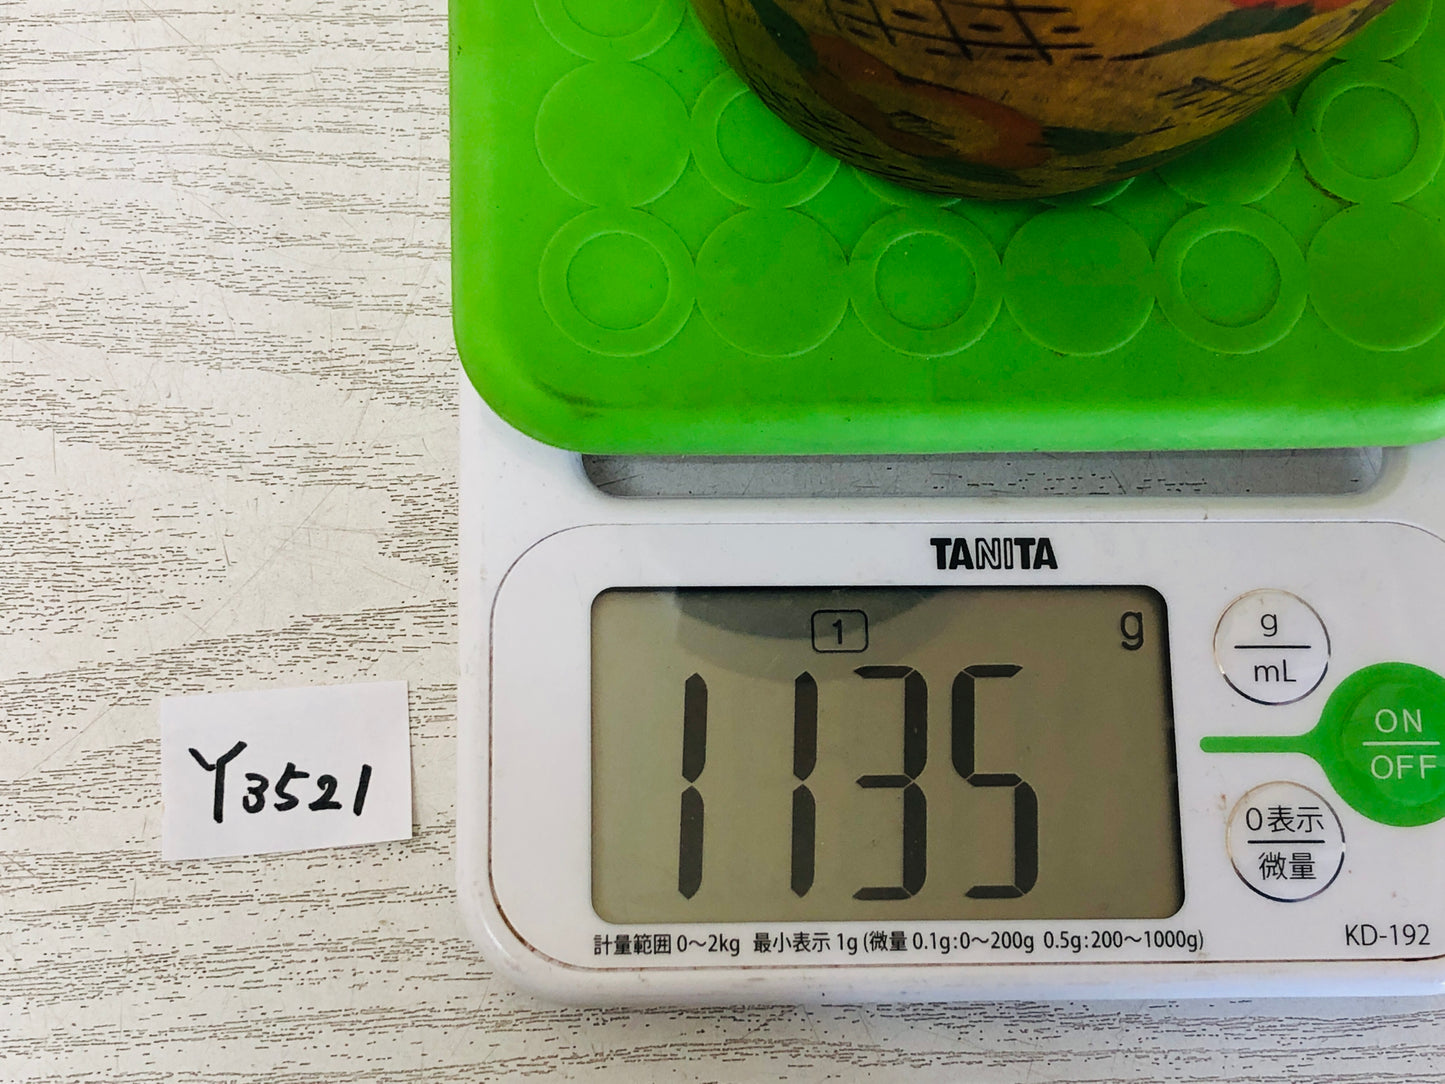 TANITA
1
g
1135
g
mL
ON
OFF
0表示
微量
Y3521
計量範囲 0～2kg 最小表示 1g (微量 0.1g:0～200g 0.5g:200～1000g)
KD-192